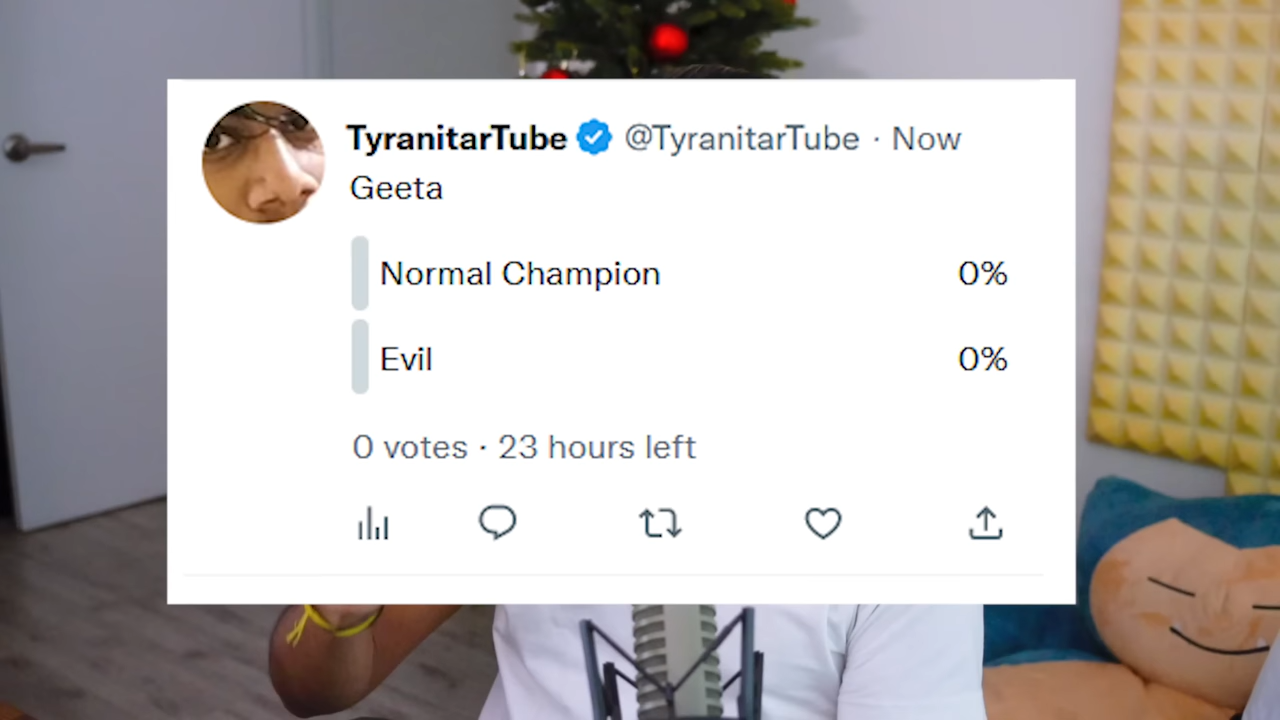 TyranitarTube @TyranitarTube · Now
Geeta
Normal Champion 0%
Evil 0%
0 votes · 23 hours left